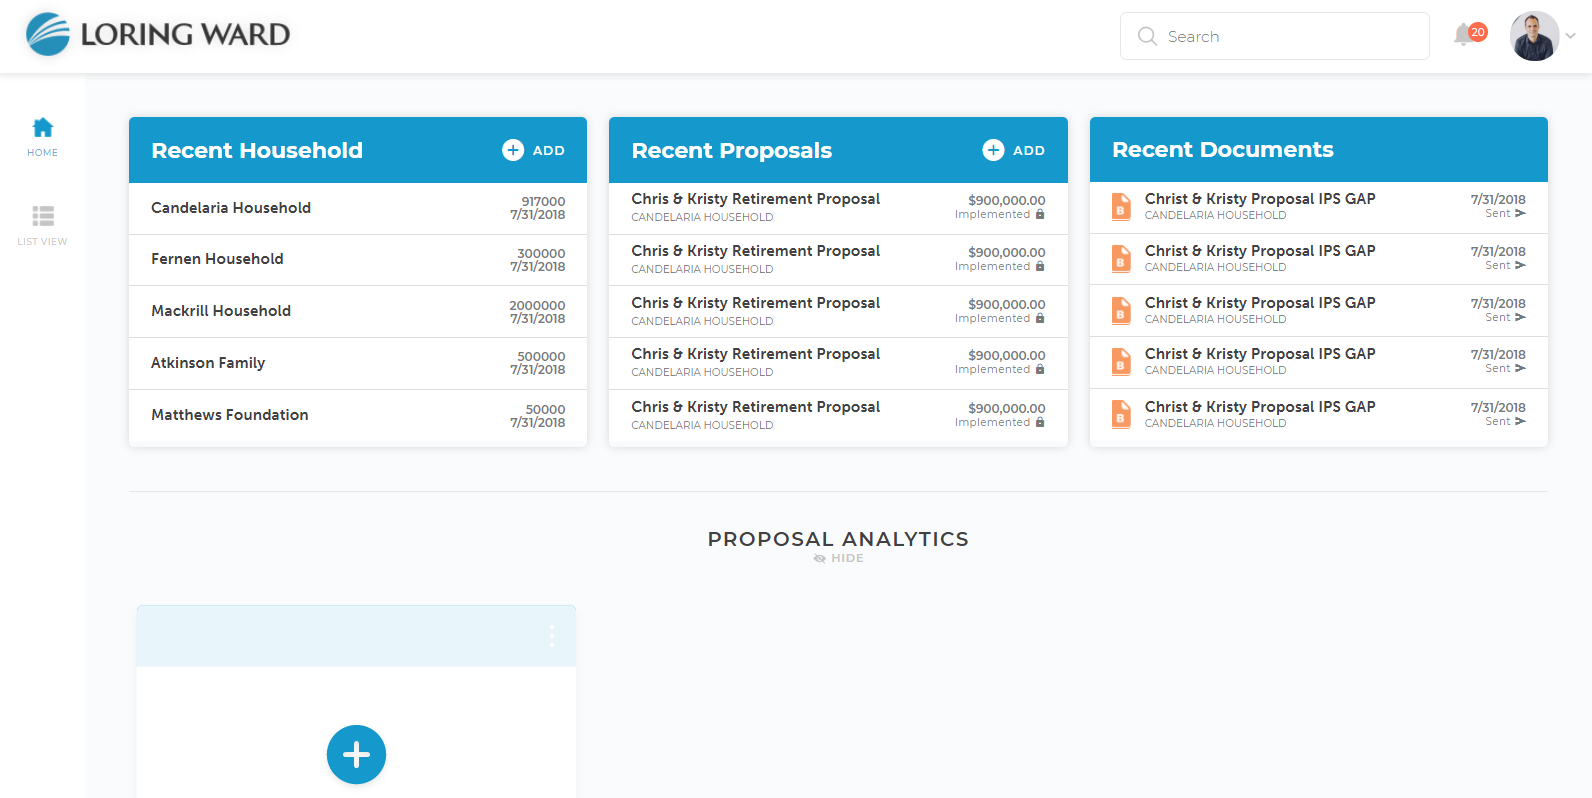 LORING WARD
Search
20
HOME
LIST VIEW
Recent Household
ADD
Candelaria Household
917000
7/31/2018
Fernen Household
300000
7/31/2018
Mackrill Household
2000000
7/31/2018
Atkinson Family
500000
7/31/2018
Matthews Foundation
50000
7/31/2018
Recent Proposals
ADD
Chris & Kristy Retirement Proposal
$900,000.00
CANDELARIA HOUSEHOLD
Implemented
Chris & Kristy Retirement Proposal
$900,000.00
CANDELARIA HOUSEHOLD
Implemented
Chris & Kristy Retirement Proposal
$900,000.00
CANDELARIA HOUSEHOLD
Implemented
Chris & Kristy Retirement Proposal
$900,000.00
CANDELARIA HOUSEHOLD
Implemented
Chris & Kristy Retirement Proposal
$900,000.00
CANDELARIA HOUSEHOLD
Implemented
Recent Documents
B
Christ & Kristy Proposal IPS GAP
7/31/2018
CANDELARIA HOUSEHOLD
Sent
B
Christ & Kristy Proposal IPS GAP
7/31/2018
CANDELARIA HOUSEHOLD
Sent
B
Christ & Kristy Proposal IPS GAP
7/31/2018
CANDELARIA HOUSEHOLD
Sent
B
Christ & Kristy Proposal IPS GAP
7/31/2018
CANDELARIA HOUSEHOLD
Sent
B
Christ & Kristy Proposal IPS GAP
7/31/2018
CANDELARIA HOUSEHOLD
Sent
PROPOSAL ANALYTICS
HIDE